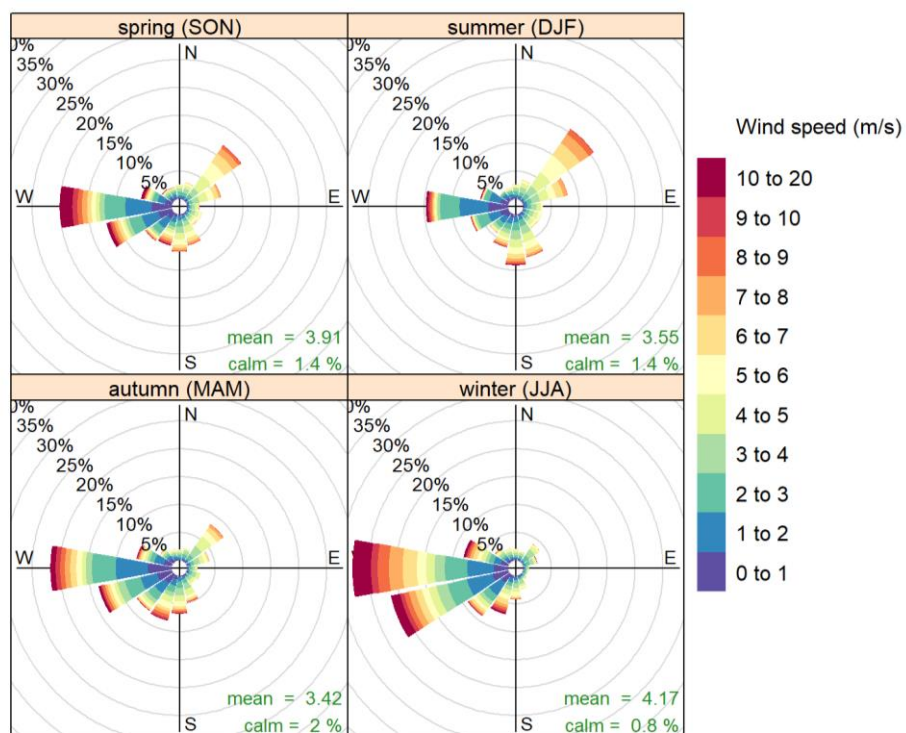 spring (SON)
0%
35%
30%
25%
20%
15%
10%
5%
N
W
E
S
mean = 3.91
calm = 1.4 %
summer (DJF)
0%
35%
30%
25%
20%
15%
10%
5%
N
W
E
S
mean = 3.55
calm = 1.4 %
autumn (MAM)
0%
35%
30%
25%
20%
15%
10%
5%
N
W
E
S
mean = 3.42
calm = 2 %
winter (JJA)
0%
35%
30%
25%
20%
15%
10%
5%
N
W
E
S
mean = 4.17
calm = 0.8 %
Wind speed (m/s)
10 to 20
9 to 10
8 to 9
7 to 8
6 to 7
5 to 6
4 to 5
3 to 4
2 to 3
1 to 2
0 to 1